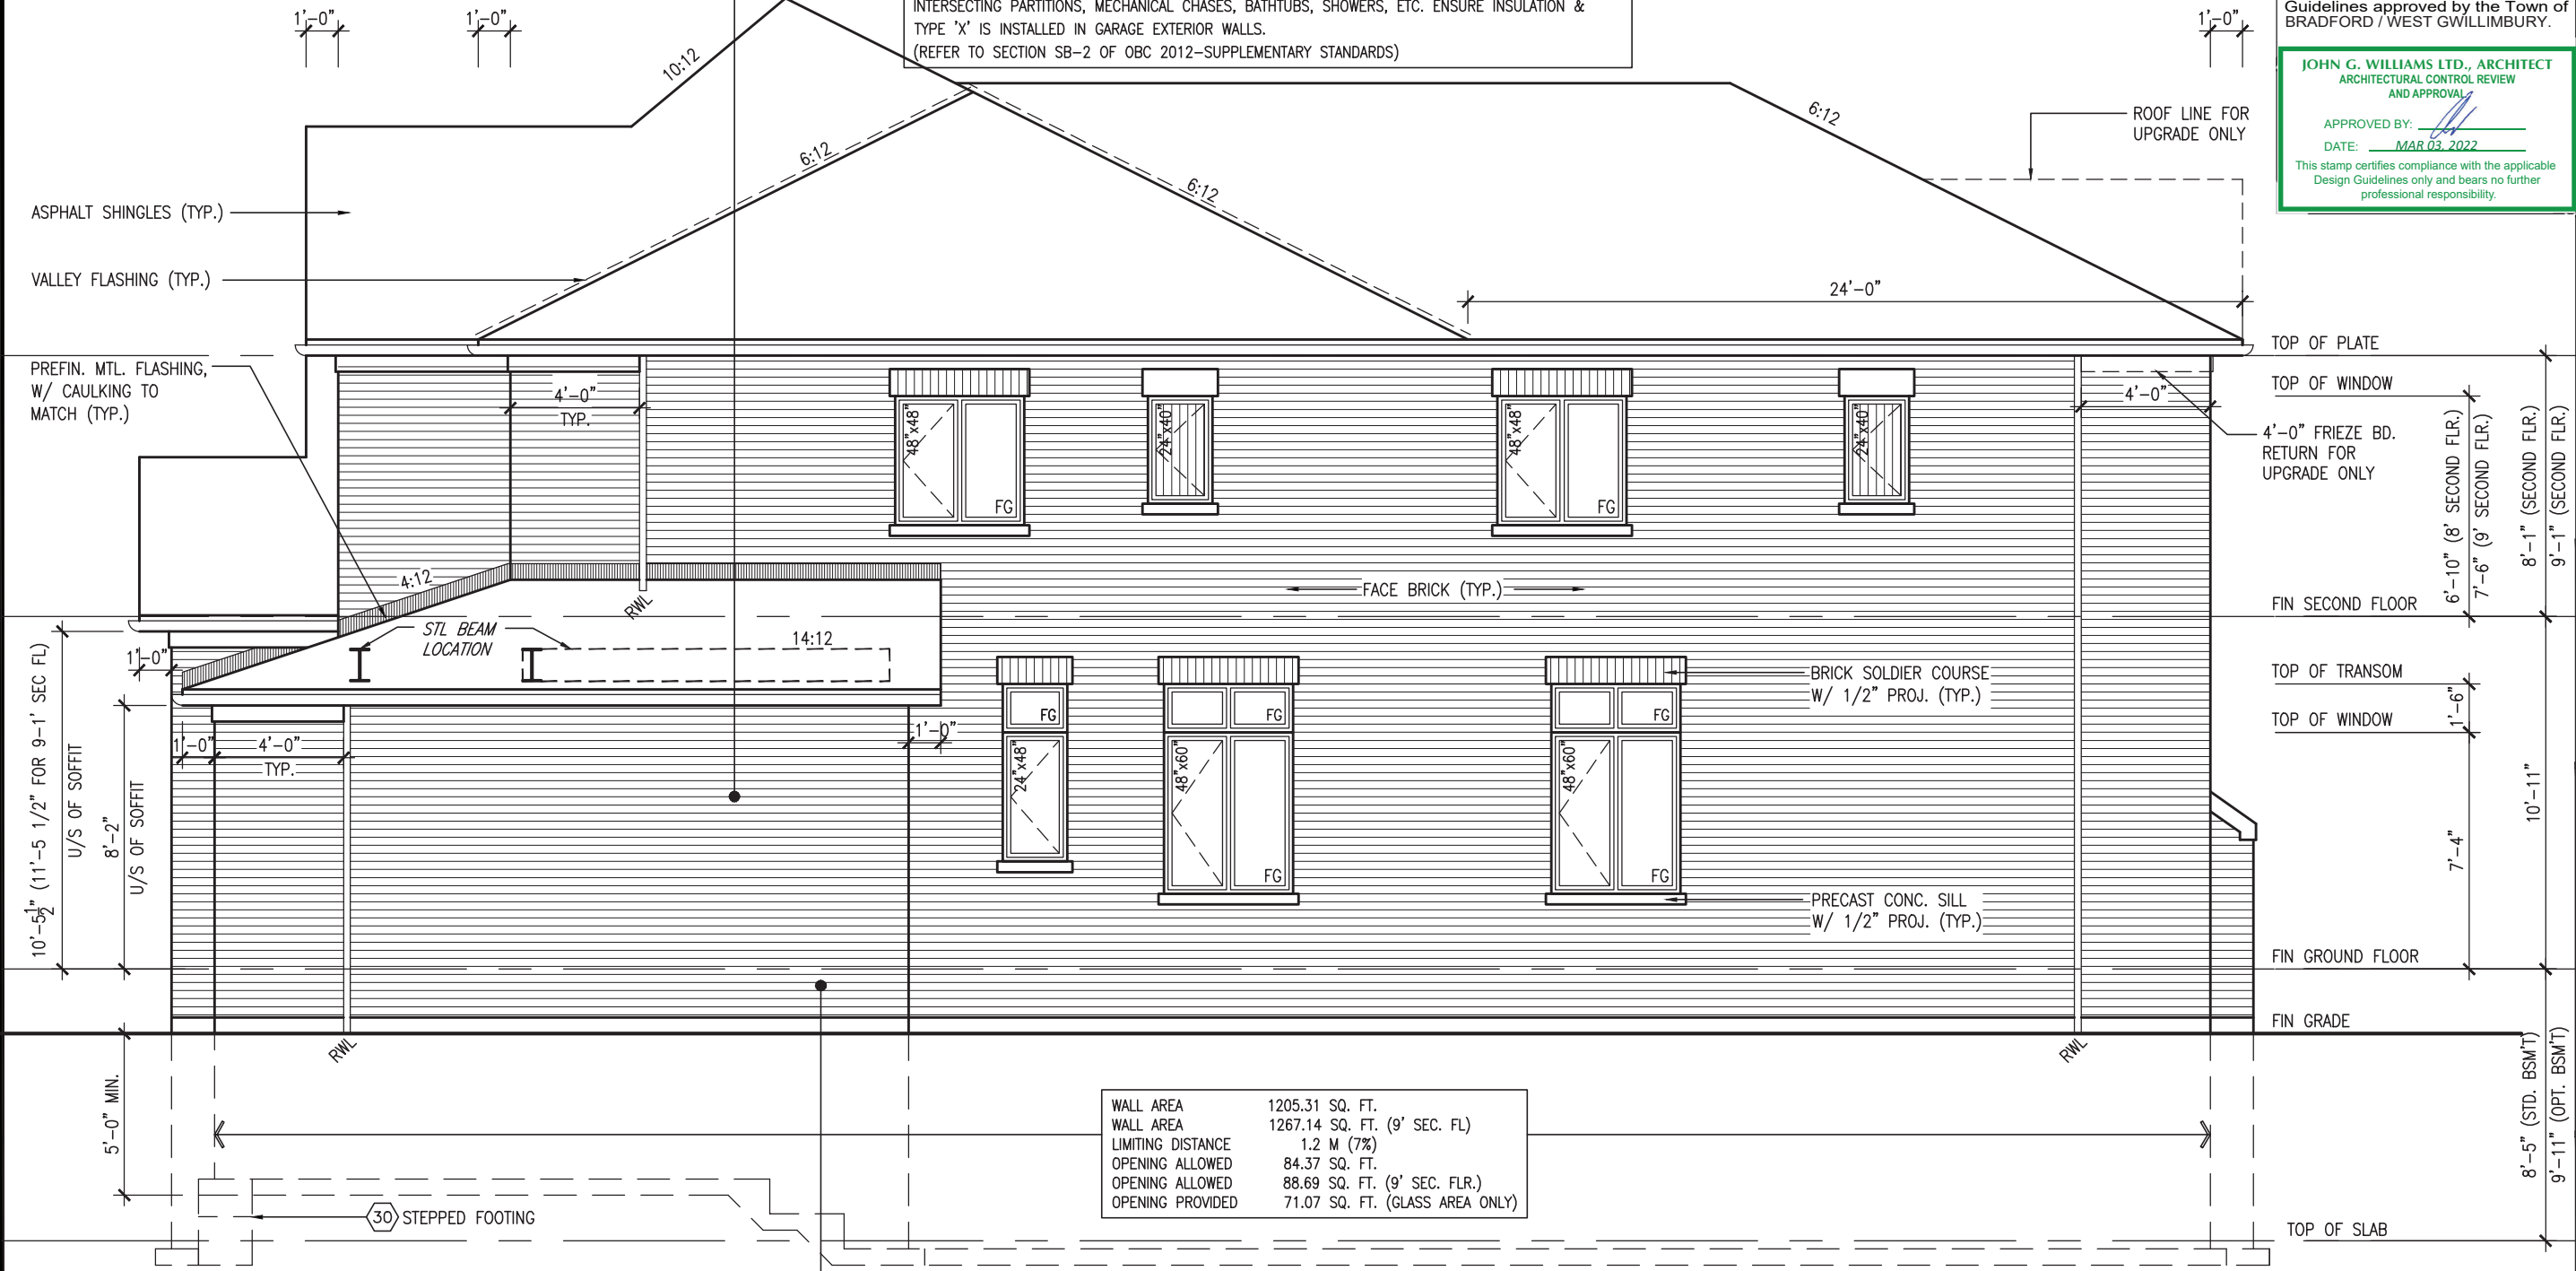 INTERSECTING PARTITIONS, MECHANICAL CHASES, BATHTUBS, SHOWERS, ETC. ENSURE INSULATION &
TYPE 'X' IS INSTALLED IN GARAGE EXTERIOR WALLS.
(REFER TO SECTION SB-2 OF OBC 2012-SUPPLEMENTARY STANDARDS)
Guidelines approved by the Town of
BRADFORD / WEST GWILLIMBURY.
JOHN G. WILLIAMS LTD., ARCHITECT
ARCHITECTURAL CONTROL REVIEW
AND APPROVAL
APPROVED BY:
DATE: MAR 03, 2022
This stamp certifies compliance with the applicable
Design Guidelines only and bears no further
professional responsibility.
1'-0"
1'-0"
1'-0"
10:12
6:12
6:12
6:12
ROOF LINE FOR
UPGRADE ONLY
ASPHALT SHINGLES (TYP.)
VALLEY FLASHING (TYP.)
24'-0"
PREFIN. MTL. FLASHING,
W/ CAULKING TO
MATCH (TYP.)
4'-0"
TYP.
48"x48"
FG
24"x40"
48"x48"
FG
24"x40"
4'-0"
TOP OF PLATE
TOP OF WINDOW
4'-0" FRIEZE BD.
RETURN FOR
UPGRADE ONLY
6'-10" (8' SECOND FLR.)
7'-6" (9' SECOND FLR.)
8'-1" (SECOND FLR.)
9'-1" (SECOND FLR.)
4:12
RWL
FACE BRICK (TYP.)
FIN SECOND FLOOR
STL BEAM
LOCATION
14:12
1'-0"
10'-5 1/2" (11'-5 1/2" FOR 9-1' SEC FL)
U/S OF SOFFIT
8'-2"
U/S OF SOFFIT
1'-0"
4'-0"
TYP.
1'-0"
FG
24"x48"
FG
48"x60"
FG
FG
48"x60"
FG
BRICK SOLDIER COURSE
W/ 1/2" PROJ. (TYP.)
TOP OF TRANSOM
1'-6"
TOP OF WINDOW
10'-11"
7'-4"
PRECAST CONC. SILL
W/ 1/2" PROJ. (TYP.)
FIN GROUND FLOOR
FIN GRADE
RWL
RWL
5'-0" MIN.
WALL AREA 1205.31 SQ. FT.
WALL AREA 1267.14 SQ. FT. (9' SEC. FL)
LIMITING DISTANCE 1.2 M (7%)
OPENING ALLOWED 84.37 SQ. FT.
OPENING ALLOWED 88.69 SQ. FT. (9' SEC. FLR.)
OPENING PROVIDED 71.07 SQ. FT. (GLASS AREA ONLY)
8'-5" (STD. BSM'T)
9'-11" (OPT. BSM'T)
30 STEPPED FOOTING
TOP OF SLAB